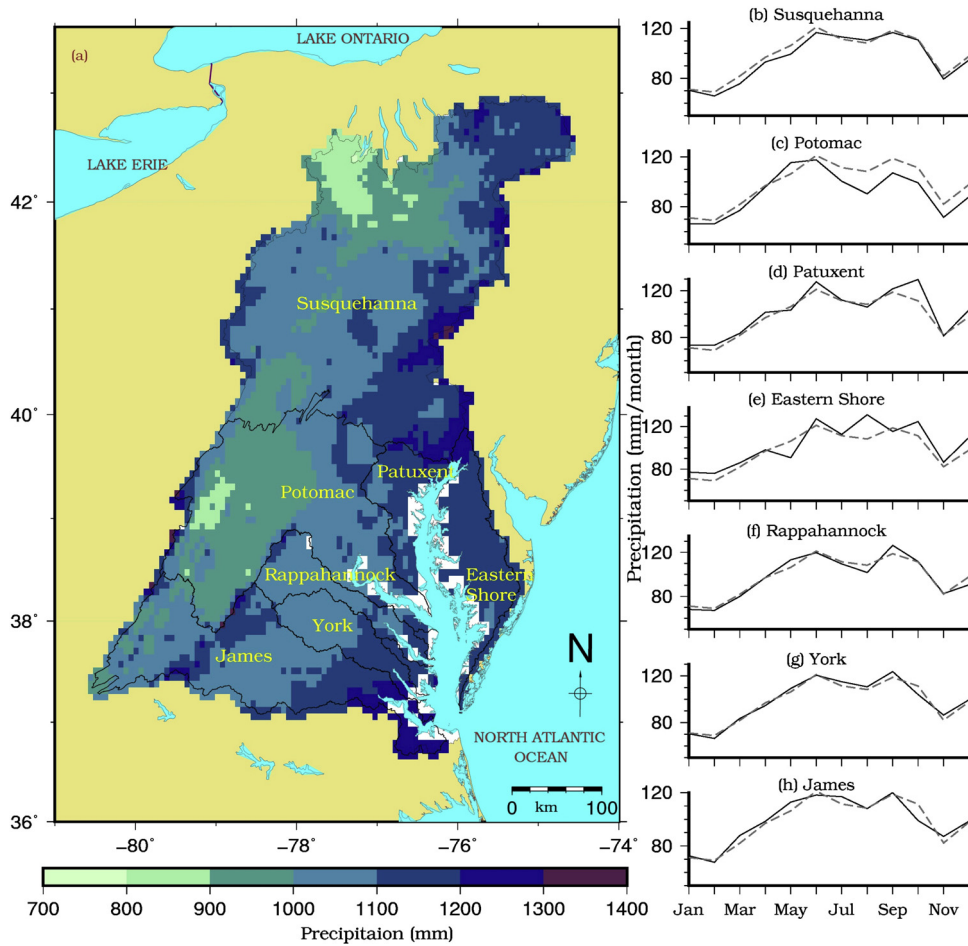 (a)
LAKE ONTARIO
LAKE ERIE
42°
40°
38°
36°
Susquehanna
Patuxent
Potomac
Rappahannock
Eastern
Shore
York
James
N
NORTH ATLANTIC
OCEAN
0 km 100
−80 −78 −76 −74
700 800 900 1000 1100 1200 1300 1400
Precipitaion (mm)
Precipitation (mm/month)
(b) Susquehanna
120
80
(c) Potomac
120
80
(d) Patuxent
120
80
(e) Eastern Shore
120
80
(f) Rappahannock
120
80
(g) York
120
80
(h) James
120
80
Jan Mar May Jul Sep Nov